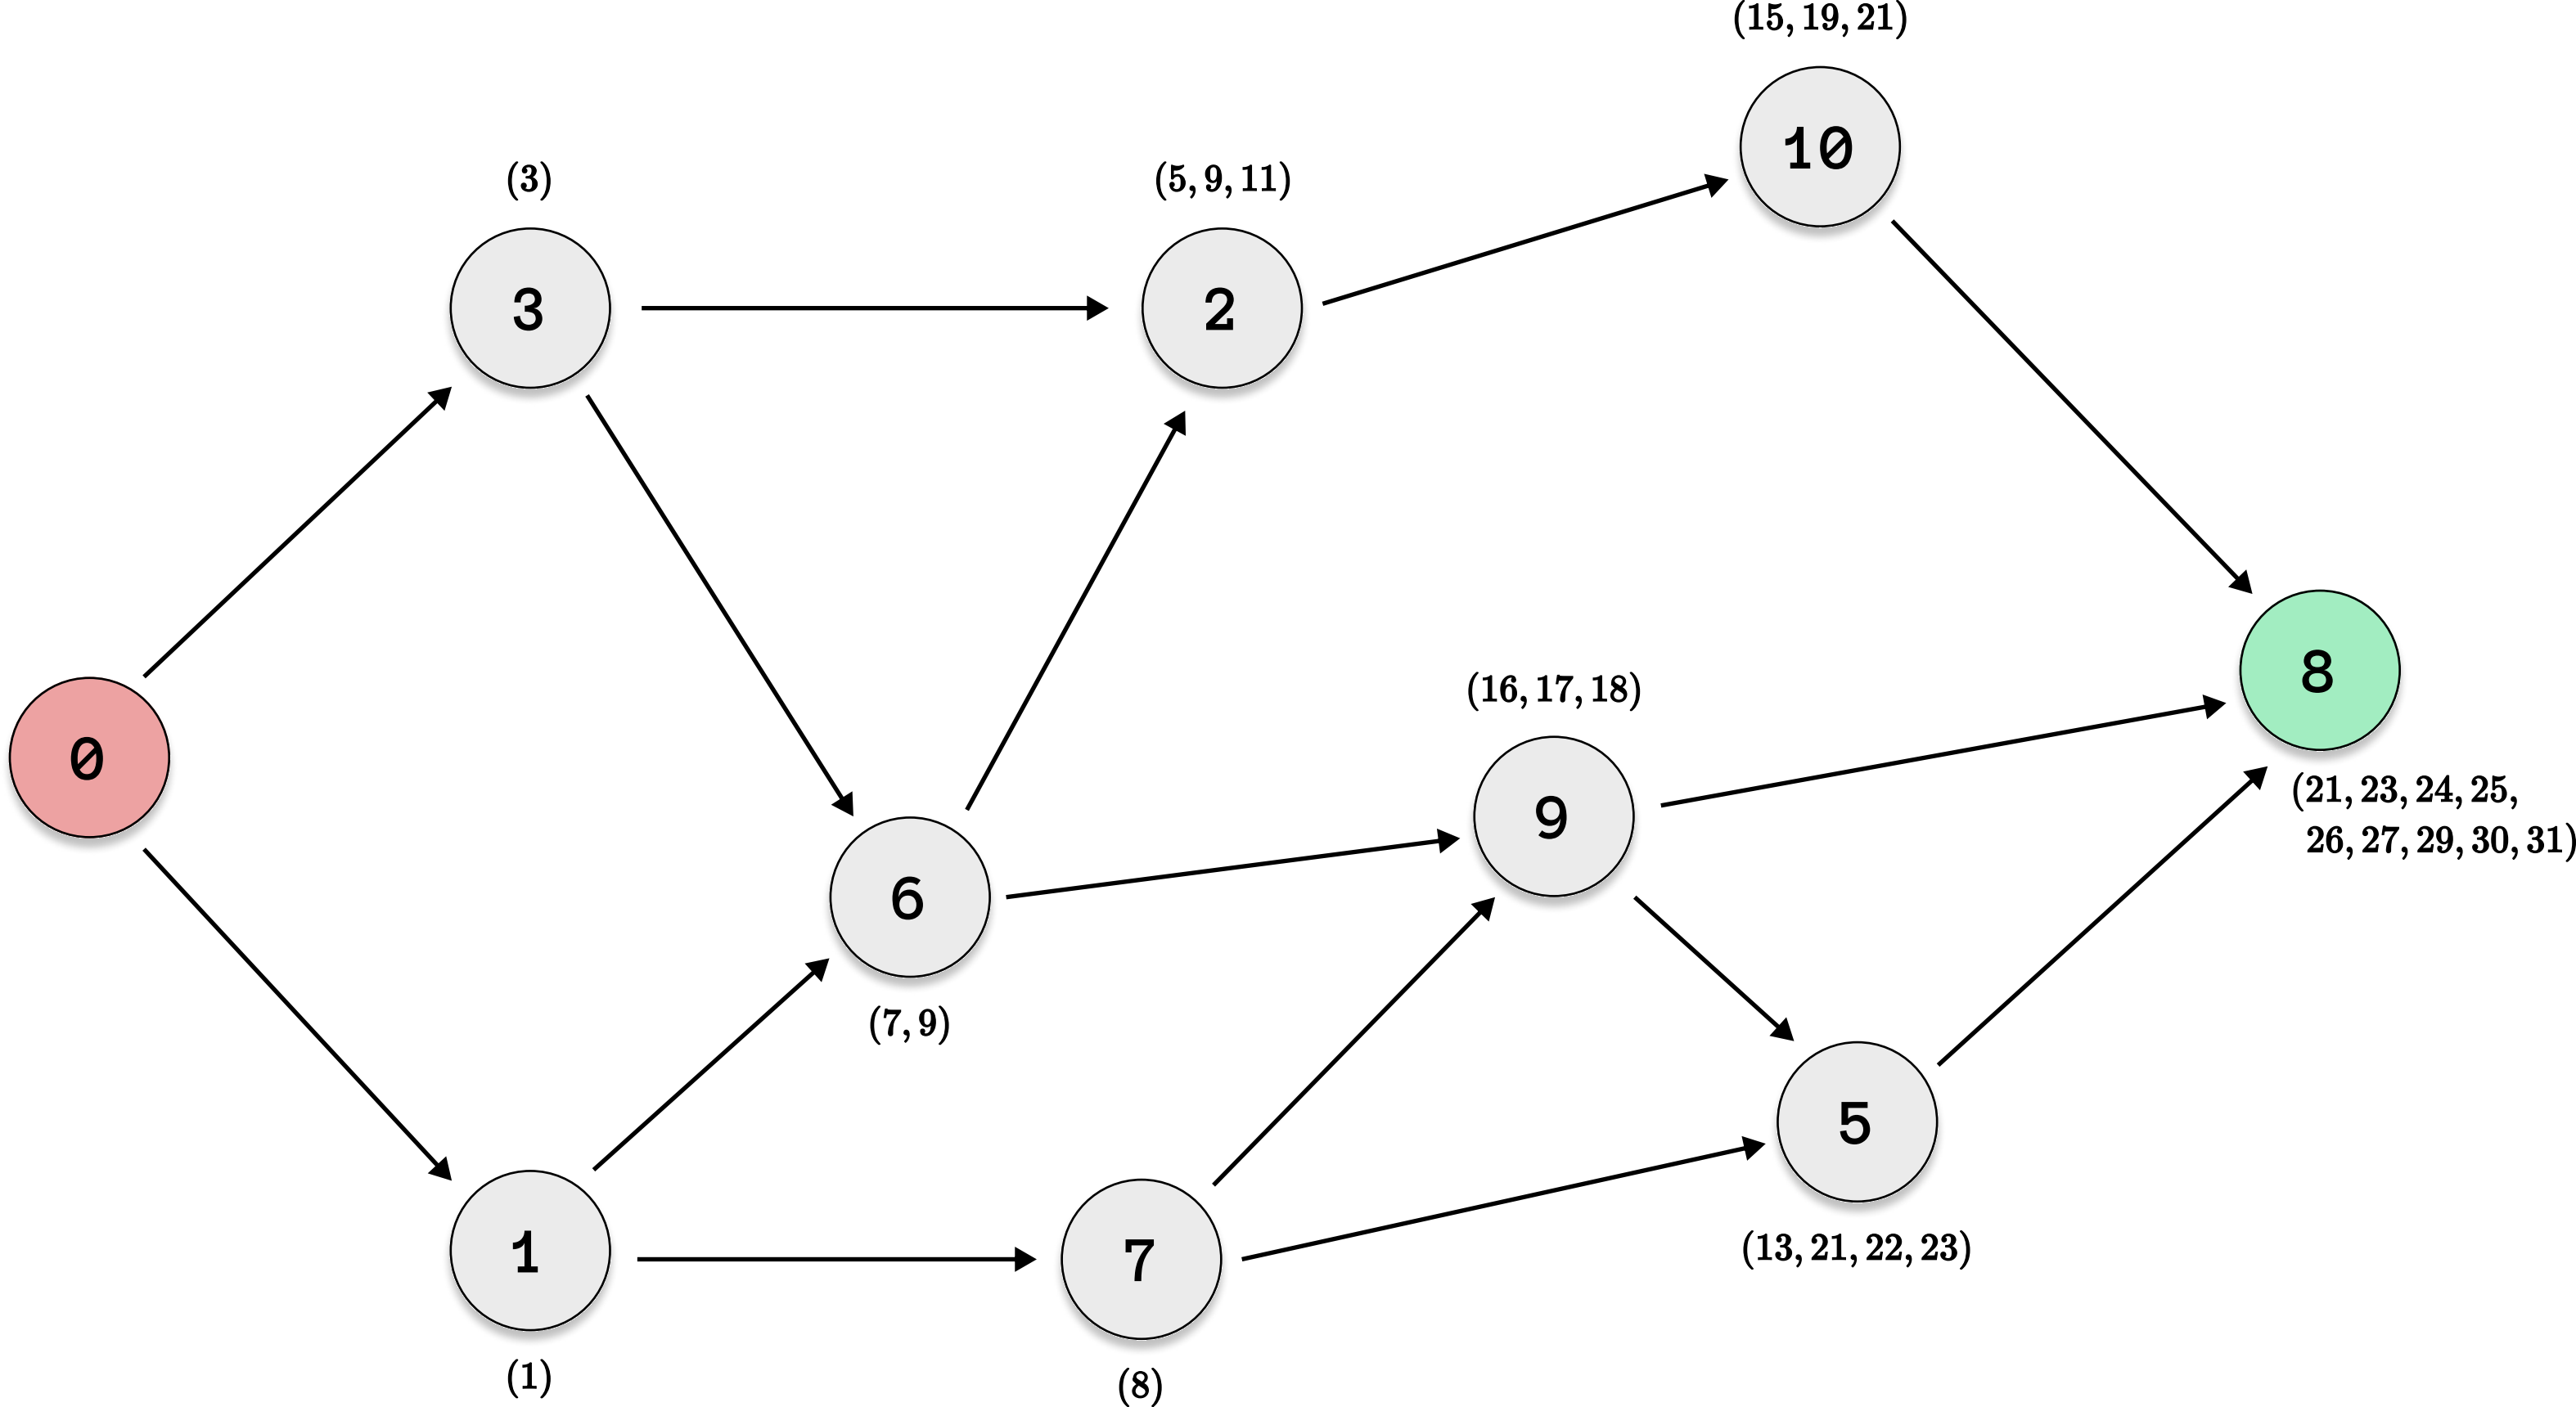 (15, 19, 21)
10
(3)
(5, 9, 11)
3
2
(16, 17, 18)
8
0
(21, 23, 24, 25,
26, 27, 29, 30, 31)
9
6
(7, 9)
5
1
7
(13, 21, 22, 23)
(1)
(8)